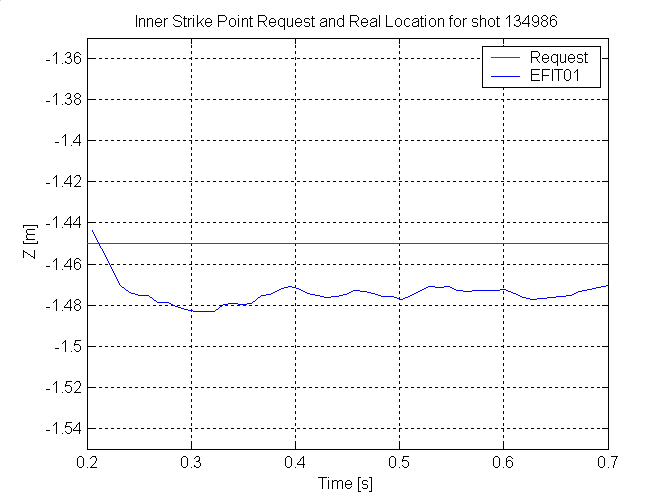 Inner Strike Point Request and Real Location for shot 134986
Request
EFIT01
-1.36
-1.38
-1.4
-1.42
-1.44
-1.46
-1.48
-1.5
-1.52
-1.54
Z [m]
0.2 0.3 0.4 0.5 0.6 0.7
Time [s]